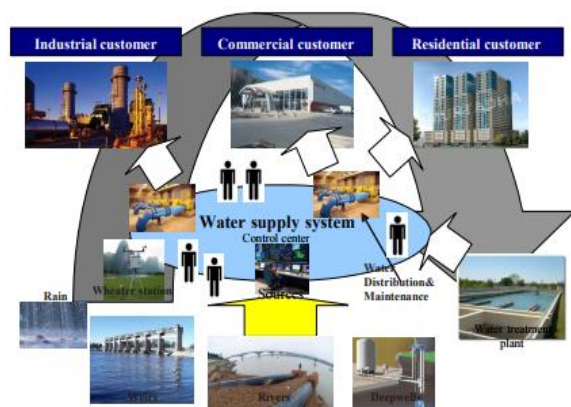 Industrial customer
Commercial customer
Residential customer
Water supply system
Control center
Wheater station
Rain
Sources
Water
Distribution&
Maintenance
Water treatment
plant
Rivers
Deepwells